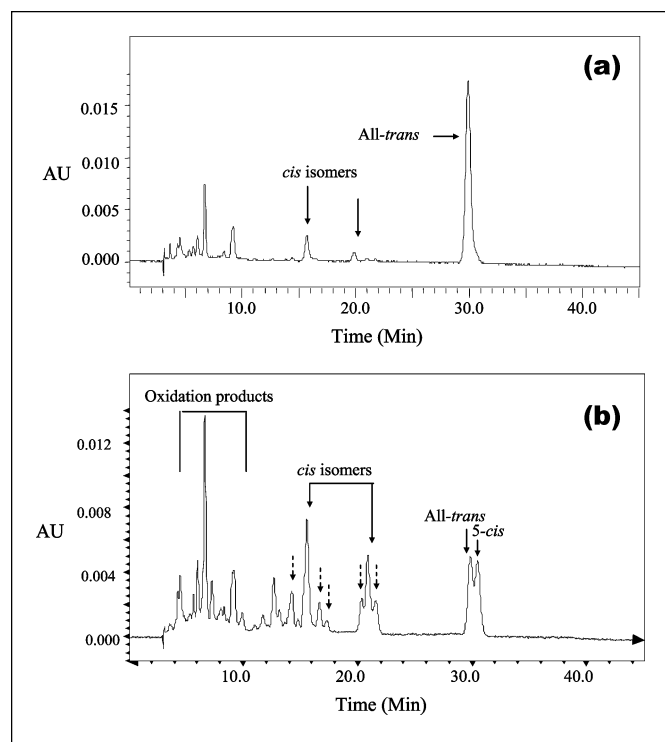 (a)
0.015
All-trans
0.010
AU
cis isomers
0.005
0.000
10.0 20.0 30.0 40.0
Time (Min)
(b)
Oxidation products
0.012
cis isomers
0.008
All-trans
5-cis
AU
0.004
0.000
10.0 20.0 30.0 40.0
Time (Min)